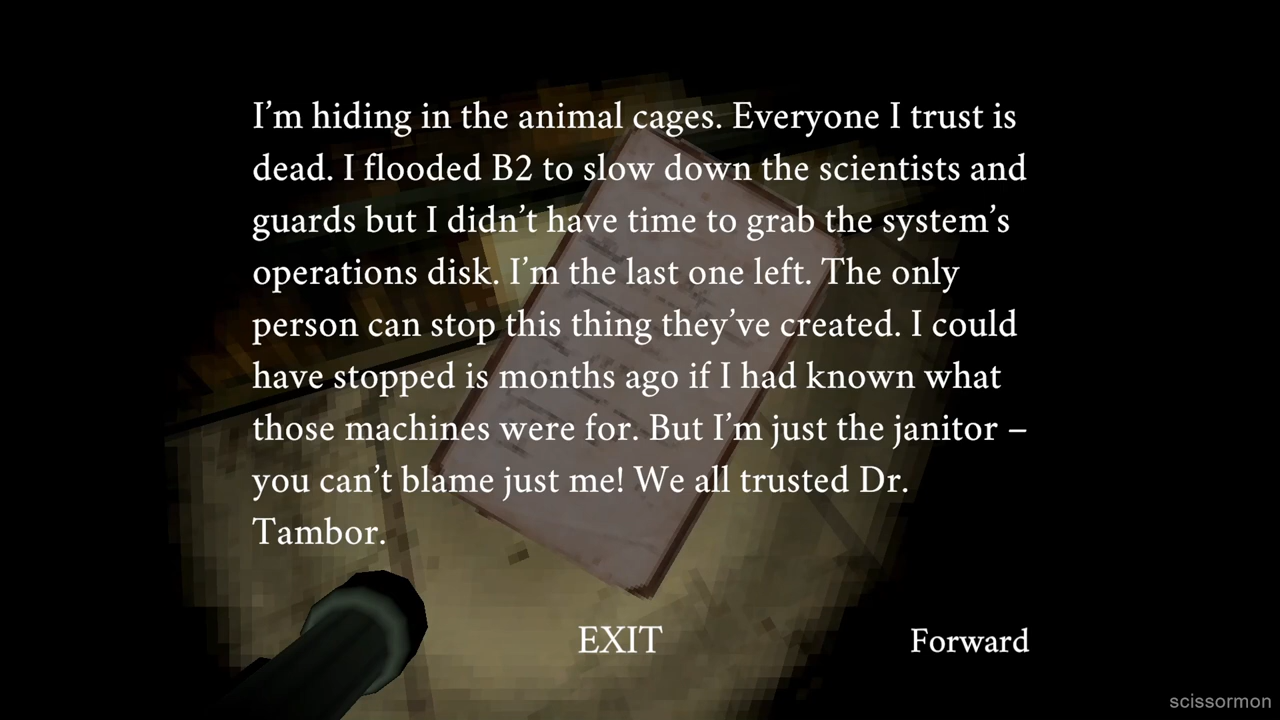 I’m hiding in the animal cages. Everyone I trust is
dead. I flooded B2 to slow down the scientists and
guards but I didn’t have time to grab the system’s
operations disk. I’m the last one left. The only
person can stop this thing they’ve created. I could
have stopped is months ago if I had known what
those machines were for. But I’m just the janitor –
you can’t blame just me! We all trusted Dr.
Tambor.
EXIT
Forward
scissormon